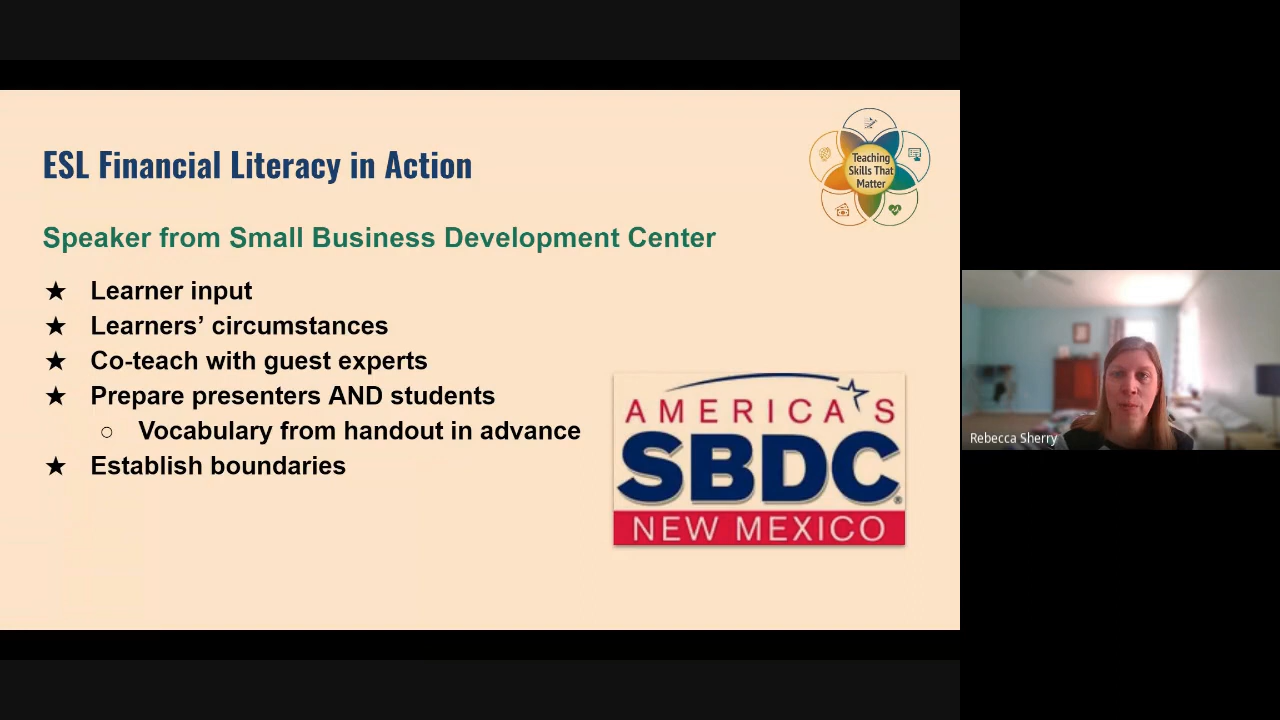 ESL Financial Literacy in Action
Teaching
Skills That
Matter
Speaker from Small Business Development Center
★ Learner input
★ Learners’ circumstances
★ Co-teach with guest experts
★ Prepare presenters AND students
○ Vocabulary from handout in advance
★ Establish boundaries
AMERICA'S
SBDC®
NEW MEXICO
Rebecca Sherry